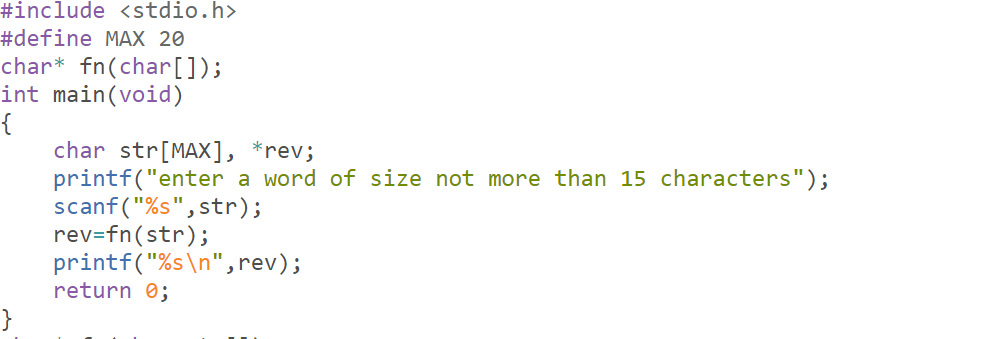 #include <stdio.h>
#define MAX 20
char* fn(char[]);
int main(void)
{
    char str[MAX], *rev;
    printf("enter a word of size not more than 15 characters");
    scanf("%s",str);
    rev=fn(str);
    printf("%s\n",rev);
    return 0;
}